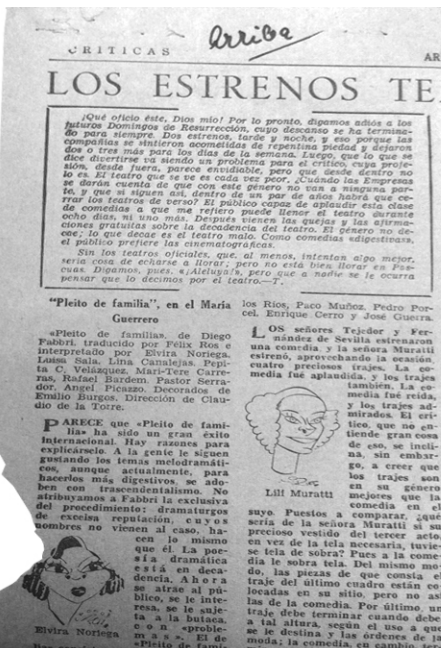 Arriba
CRITICAS
AR
LOS ESTRENOS TE
¡Qué oficio éste, Dios mío! Por lo pronto, digamos adiós a los
futuros Domingos de Resurrección, cuyo descanso se ha termina-
do para siempre. Dos estrenos, tarde y noche, y eso porque las
compañías se sintieron acometidas de repentina piedad y dejaron
dos o tres más para los días de la semana. Luego, que lo que se
dice divertirse va siendo un problema para el crítico, cuya profe-
sión, desde fuera, parece envidiable, pero que desde dentro no
lo es. El teatro que se ve es cada vez peor. ¿Cuándo las Empresas
se darán cuenta de que con este género no van a ninguna par-
te, y que si siguen así, dentro de un par de años habrá que ce-
rrar los teatros de verso? El público capaz de aplaudir esta clase
de comedias a que me refiero puede llenar el teatro durante
ocho días, ni uno más. Después vienen las quejas y las afirma-
ciones gratuitas sobre la decadencia del teatro. El género no de-
cae; lo que decae es el teatro malo. Como comedias «digestivas»,
el público prefiere las cinematográficas.
Sin los teatros oficiales, que, al menos, intentan algo mejor,
sería cosa de echarse a llorar; pero no está bien llorar en Pas-
cuas. Digamos, pues, «¡Aleluya!», pero que a nadie se le ocurra
pensar que lo decimos por el teatro.—T.
"Pleito de familia", en el María
Guerrero
«Pleito de familia», de Diego
Fabbri, traducido por Félix Ros e
interpretado por Elvira Noriega,
Luisa Sala, Lina Canalejas, Pepi-
ta C. Velázquez, Mari-Tere Carre-
ras, Rafael Bardem, Pastor Serra-
dor, Angel Picazo. Decorados de
Emilio Burgos. Dirección de Clau-
dio de la Torre.
PARECE que «Pleito de fami-
lia» ha sido un gran éxito
internacional. Hay razones para
explicárselo. A la gente le siguen
gustando los temas melodramáti-
cos, aunque actualmente, para
hacerlos más digestivos, se ado-
ben con trascendentalismo. No
atribuyamos a Fabbri la exclusiva
del procedimiento: dramaturgos
de excelsa reputación, cuyos
nombres no vienen al caso, ha-
cen lo mismo
que él. La poe-
sía dramática
está en deca-
dencia. Ahora
se atrae al pú-
blico, se le inte-
resa, se le suje-
ta a la butaca,
con «proble-
mas». El de
«Pleito de fami-
Elvira Noriega
los Ríos, Paco Muñoz, Pedro Por-
cel, Enrique Cerro y José Guerra.
LOS señores Tejedor y Fer-
nández de Sevilla estrenaron
una comedia, y la señora Muratti
estrenó, aprovechando la ocasión,
cuatro preciosos trajes. La co-
media fué aplaudida, y los trajes
también. La co-
media fué reída,
y los trajes ad-
mirados. El crí-
tico, que no en-
tiende gran cosa
de eso, se incli-
na, sin embar-
go, a creer que
los trajes son
en su género
mejores que la
comedia en el
Lilí Muratti
suyo. Puestos a comparar, ¿qué
sería de la señora Muratti si su
precioso vestido del tercer acto,
en vez de la tela necesaria, tuvie-
se tela de sobra? Pues a la come-
dia le sobra tela. Del mismo mo-
do, las piezas de que consta el
traje del último cuadro están co-
locadas en su sitio, pero no así
las de la comedia. Por último, un
traje debe terminar cuando debe,
a tal altura, según el uso a que
se le destina y las órdenes de la
moda; la comedia, en cambio, ter-